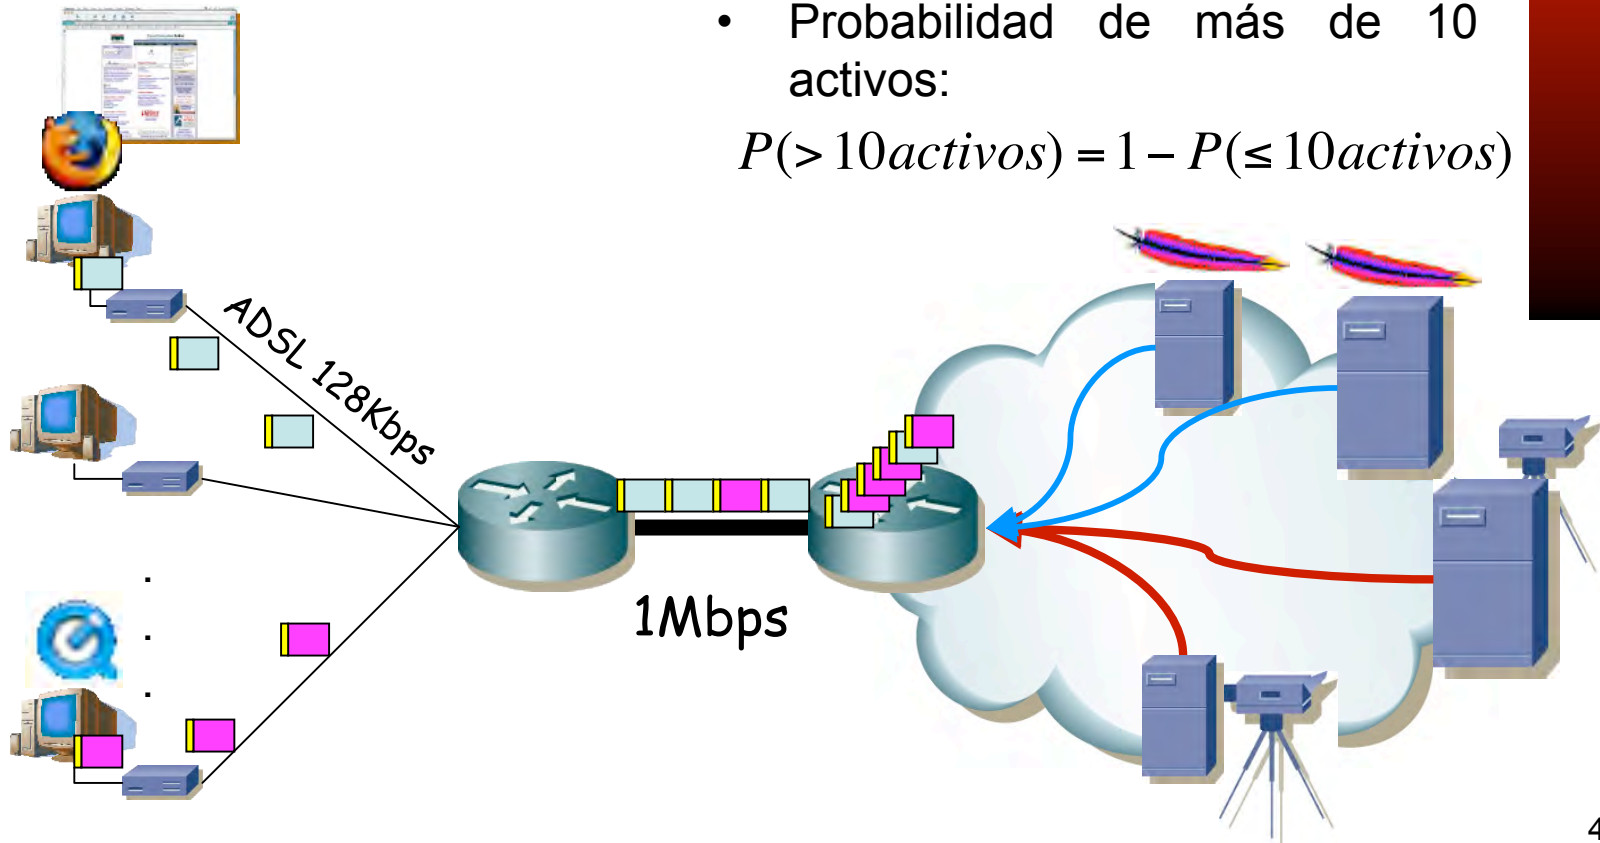 • Probabilidad de más de 10
activos:
P(> 10activos) = 1 − P(≤ 10activos)
ADSL 128Kbps
1Mbps
.
.
.
4